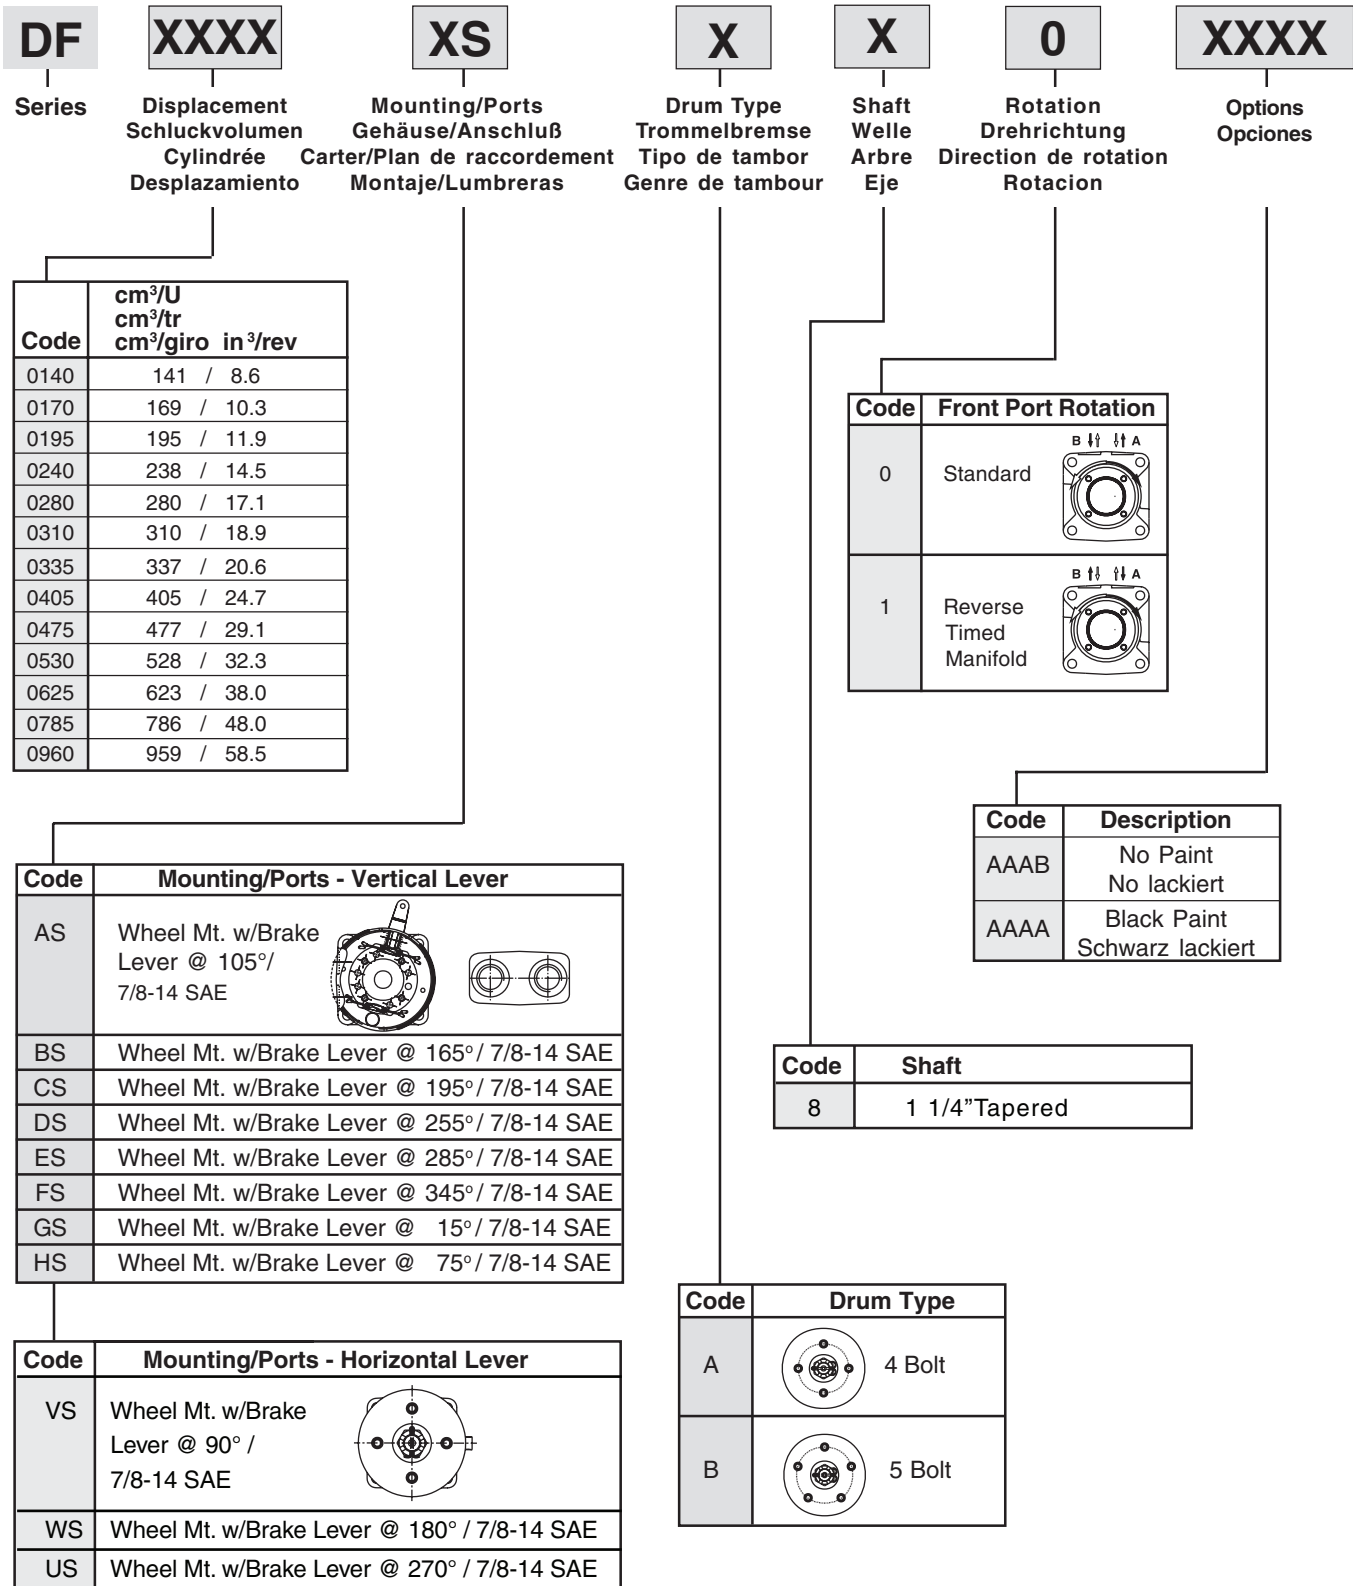 DF XXXX XS X X 0 XXXX
Series
Displacement
Schluckvolumen
Cylindrée
Desplazamiento
Mounting/Ports
Gehäuse/Anschluß
Carter/Plan de raccordement
Montaje/Lumbreras
Drum Type
Trommelbremse
Tipo de tambor
Genre de tambour
Shaft
Welle
Arbre
Eje
Rotation
Drehrichtung
Direction de rotation
Rotacion
Options
Opciones
cm³/U
cm³/tr
Code cm³/giro in³/rev
0140 141 / 8.6
0170 169 / 10.3
0195 195 / 11.9
0240 238 / 14.5
0280 280 / 17.1
0310 310 / 18.9
0335 337 / 20.6
0405 405 / 24.7
0475 477 / 29.1
0530 528 / 32.3
0625 623 / 38.0
0785 786 / 48.0
0960 959 / 58.5
Code Front Port Rotation
B A
0 Standard
B A
1 Reverse
Timed
Manifold
Code Description
AAAB No Paint
No lackiert
AAAA Black Paint
Schwarz lackiert
Code Mounting/Ports - Vertical Lever
AS Wheel Mt. w/Brake
Lever @ 105°/
7/8-14 SAE
BS Wheel Mt. w/Brake Lever @ 165°/ 7/8-14 SAE
CS Wheel Mt. w/Brake Lever @ 195°/ 7/8-14 SAE
DS Wheel Mt. w/Brake Lever @ 255°/ 7/8-14 SAE
ES Wheel Mt. w/Brake Lever @ 285°/ 7/8-14 SAE
FS Wheel Mt. w/Brake Lever @ 345°/ 7/8-14 SAE
GS Wheel Mt. w/Brake Lever @ 15°/ 7/8-14 SAE
HS Wheel Mt. w/Brake Lever @ 75°/ 7/8-14 SAE
Code Shaft
8 1 1/4”Tapered
Code Drum Type
A 4 Bolt
B 5 Bolt
Code Mounting/Ports - Horizontal Lever
VS Wheel Mt. w/Brake
Lever @ 90° /
7/8-14 SAE
WS Wheel Mt. w/Brake Lever @ 180° / 7/8-14 SAE
US Wheel Mt. w/Brake Lever @ 270° / 7/8-14 SAE